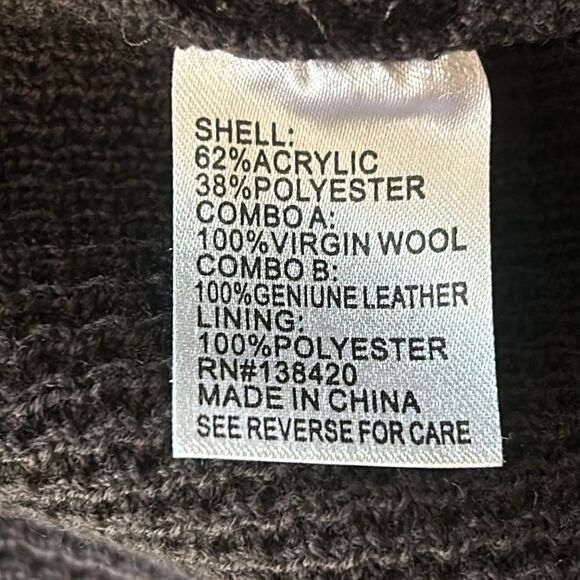 SHELL:
62%ACRYLIC
38%POLYESTER
COMBO A:
100%VIRGIN WOOL
COMBO B:
100%GENIUNE LEATHER
LINING:
100%POLYESTER
RN#138420
MADE IN CHINA
SEE REVERSE FOR CARE